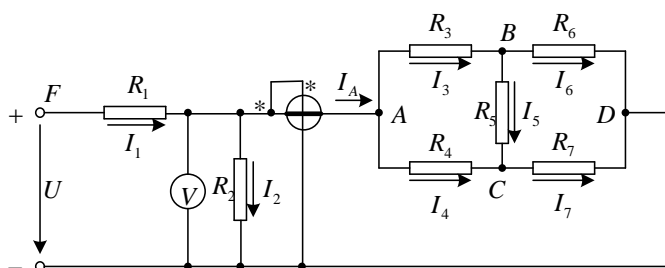 R3 B R6
F R1 * * IA I3 I6
+ A R5 I5 D
I1 R4 R7
U V R2 I2 C
I4 I7
−